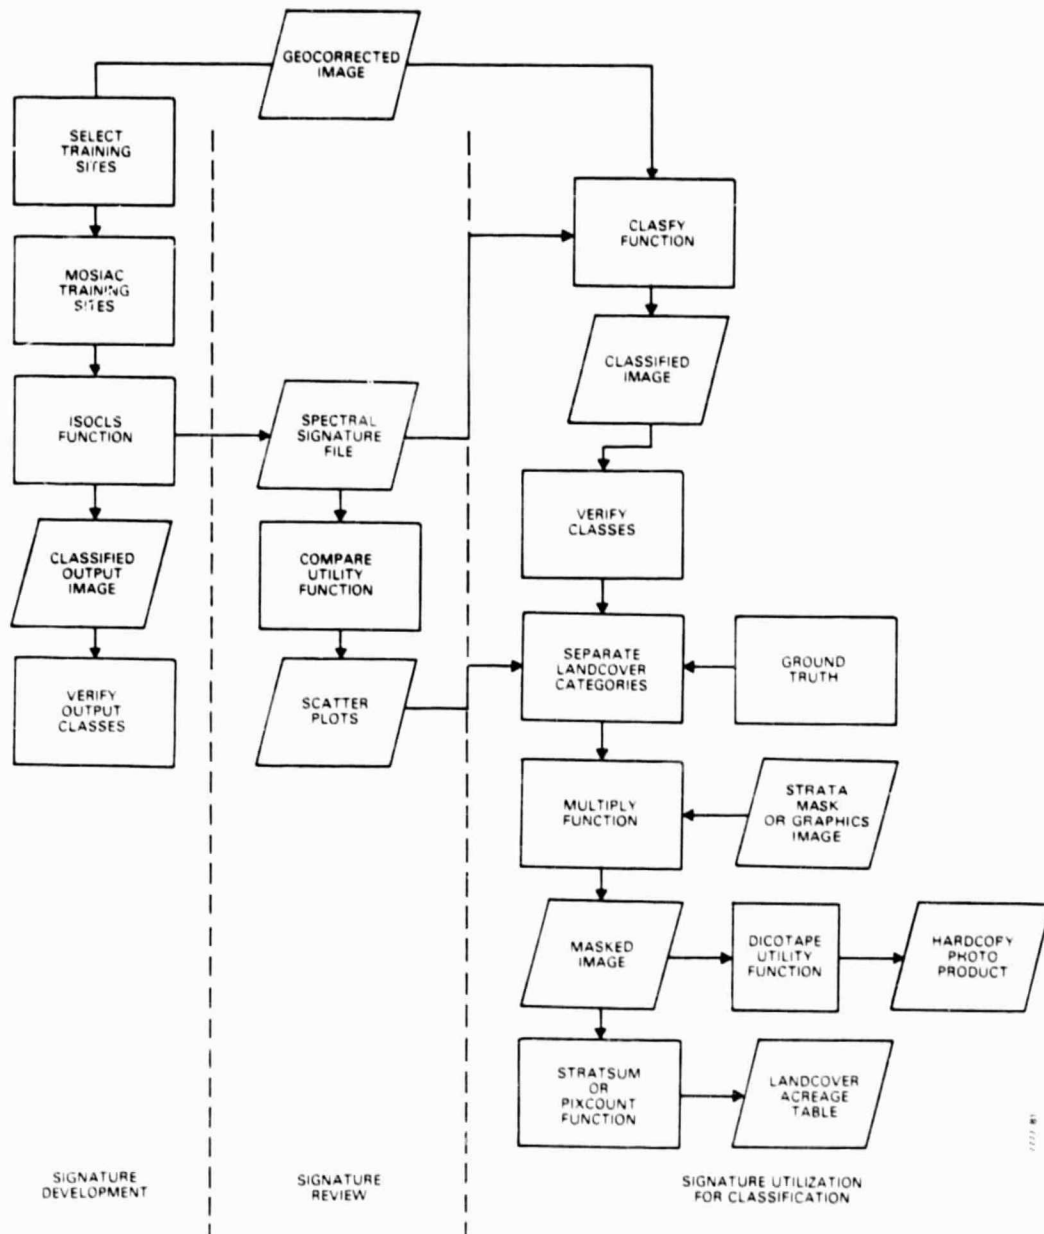 GEOCORRECTED
IMAGE
SELECT
TRAINING
SITES
MOSIAC
TRAINING
SITES
ISOCLS
FUNCTION
CLASSIFIED
OUTPUT
IMAGE
VERIFY
OUTPUT
CLASSES
SPECTRAL
SIGNATURE
FILE
COMPARE
UTILITY
FUNCTION
SCATTER
PLOTS
CLASFY
FUNCTION
CLASSIFIED
IMAGE
VERIFY
CLASSES
SEPARATE
LANDCOVER
CATEGORIES
GROUND
TRUTH
MULTIPLY
FUNCTION
STRATA
MASK
OR GRAPHICS
IMAGE
MASKED
IMAGE
DICOTAPE
UTILITY
FUNCTION
HARDCOPY
PHOTO
PRODUCT
STRATSUM
OR
PIXCOUNT
FUNCTION
LANDCOVER
ACREAGE
TABLE
SIGNATURE
DEVELOPMENT
SIGNATURE
REVIEW
SIGNATURE UTILIZATION
FOR CLASSIFICATION